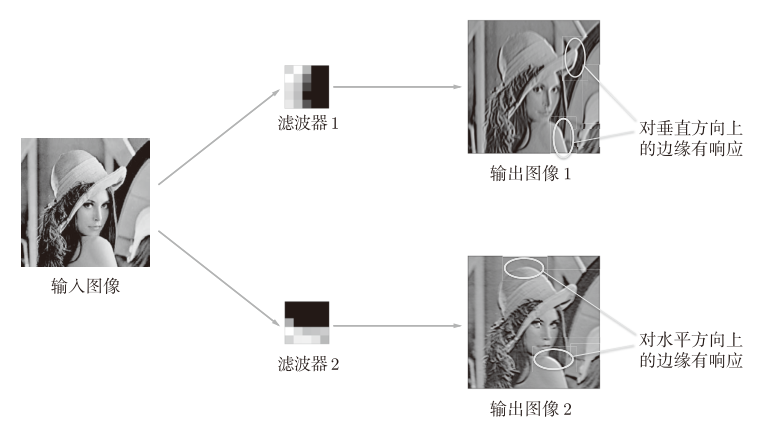 滤波器 1
对垂直方向上
的边缘有响应
输出图像 1
输入图像
对水平方向上
的边缘有响应
滤波器 2
输出图像 2